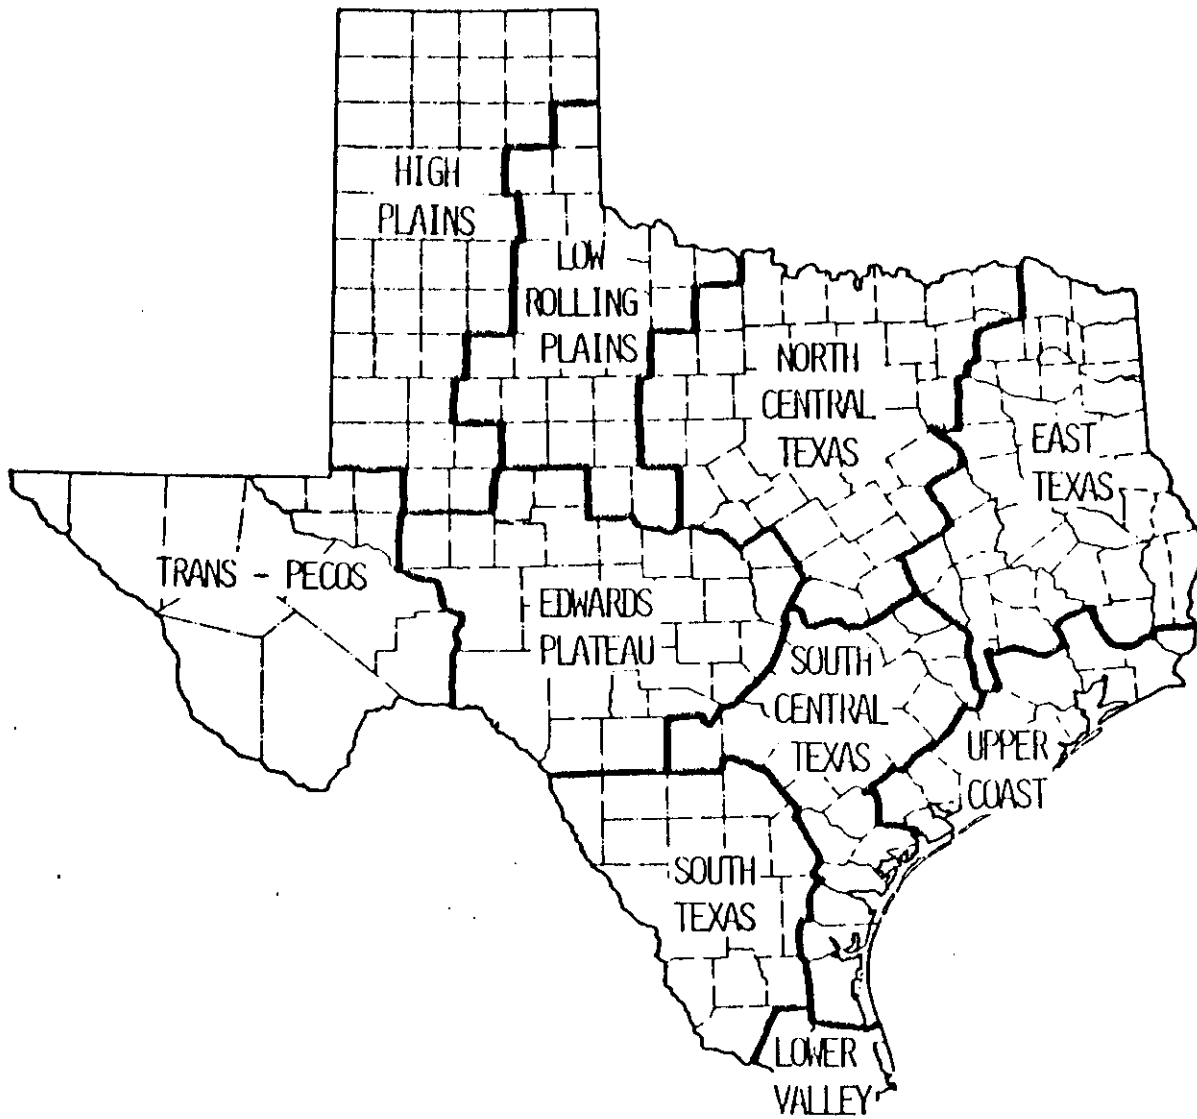 HIGH
PLAINS
LOW
ROLLING
PLAINS
NORTH
CENTRAL
TEXAS
EAST
TEXAS
TRANS - PECOS
EDWARDS
PLATEAU
SOUTH
CENTRAL
TEXAS
UPPER
COAST
SOUTH
TEXAS
LOWER
VALLEY